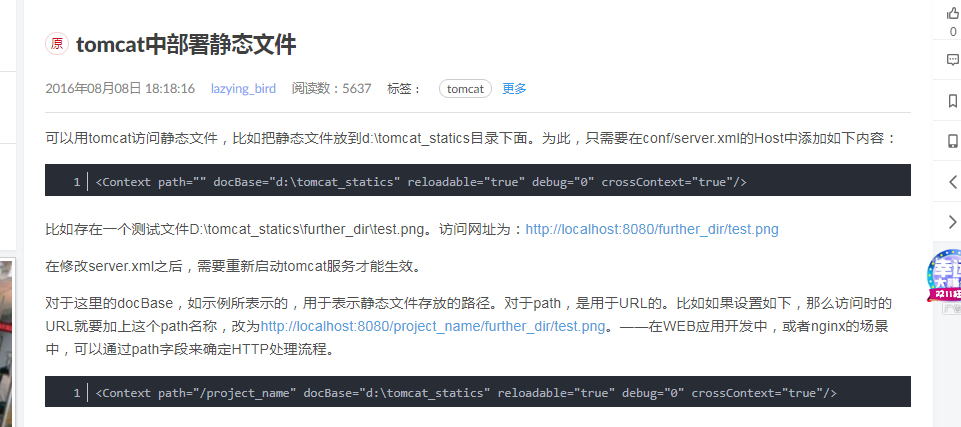 原 tomcat中部署静态文件
2016年08月08日 18:18:16 lazying_bird 阅读数：5637 标签： tomcat 更多
0
可以用tomcat访问静态文件，比如把静态文件放到d:\tomcat_statics目录下面。为此，只需要在conf/server.xml的Host中添加如下内容：
1 <Context path="" docBase="d:\tomcat_statics" reloadable="true" debug="0" crossContext="true"/>
比如存在一个测试文件D:\tomcat_statics\further_dir\test.png。访问网址为：http://localhost:8080/further_dir/test.png
在修改server.xml之后，需要重新启动tomcat服务才能生效。
对于这里的docBase，如示例所表示的，用于表示静态文件存放的路径。对于path，是用于URL的。比如如果设置如下，那么访问时的
URL就要加上这个path名称，改为http://localhost:8080/project_name/further_dir/test.png。——在WEB应用开发中，或者nginx的场景
中，可以通过path字段来确定HTTP处理流程。
1 <Context path="/project_name" docBase="d:\tomcat_statics" reloadable="true" debug="0" crossContext="true"/>